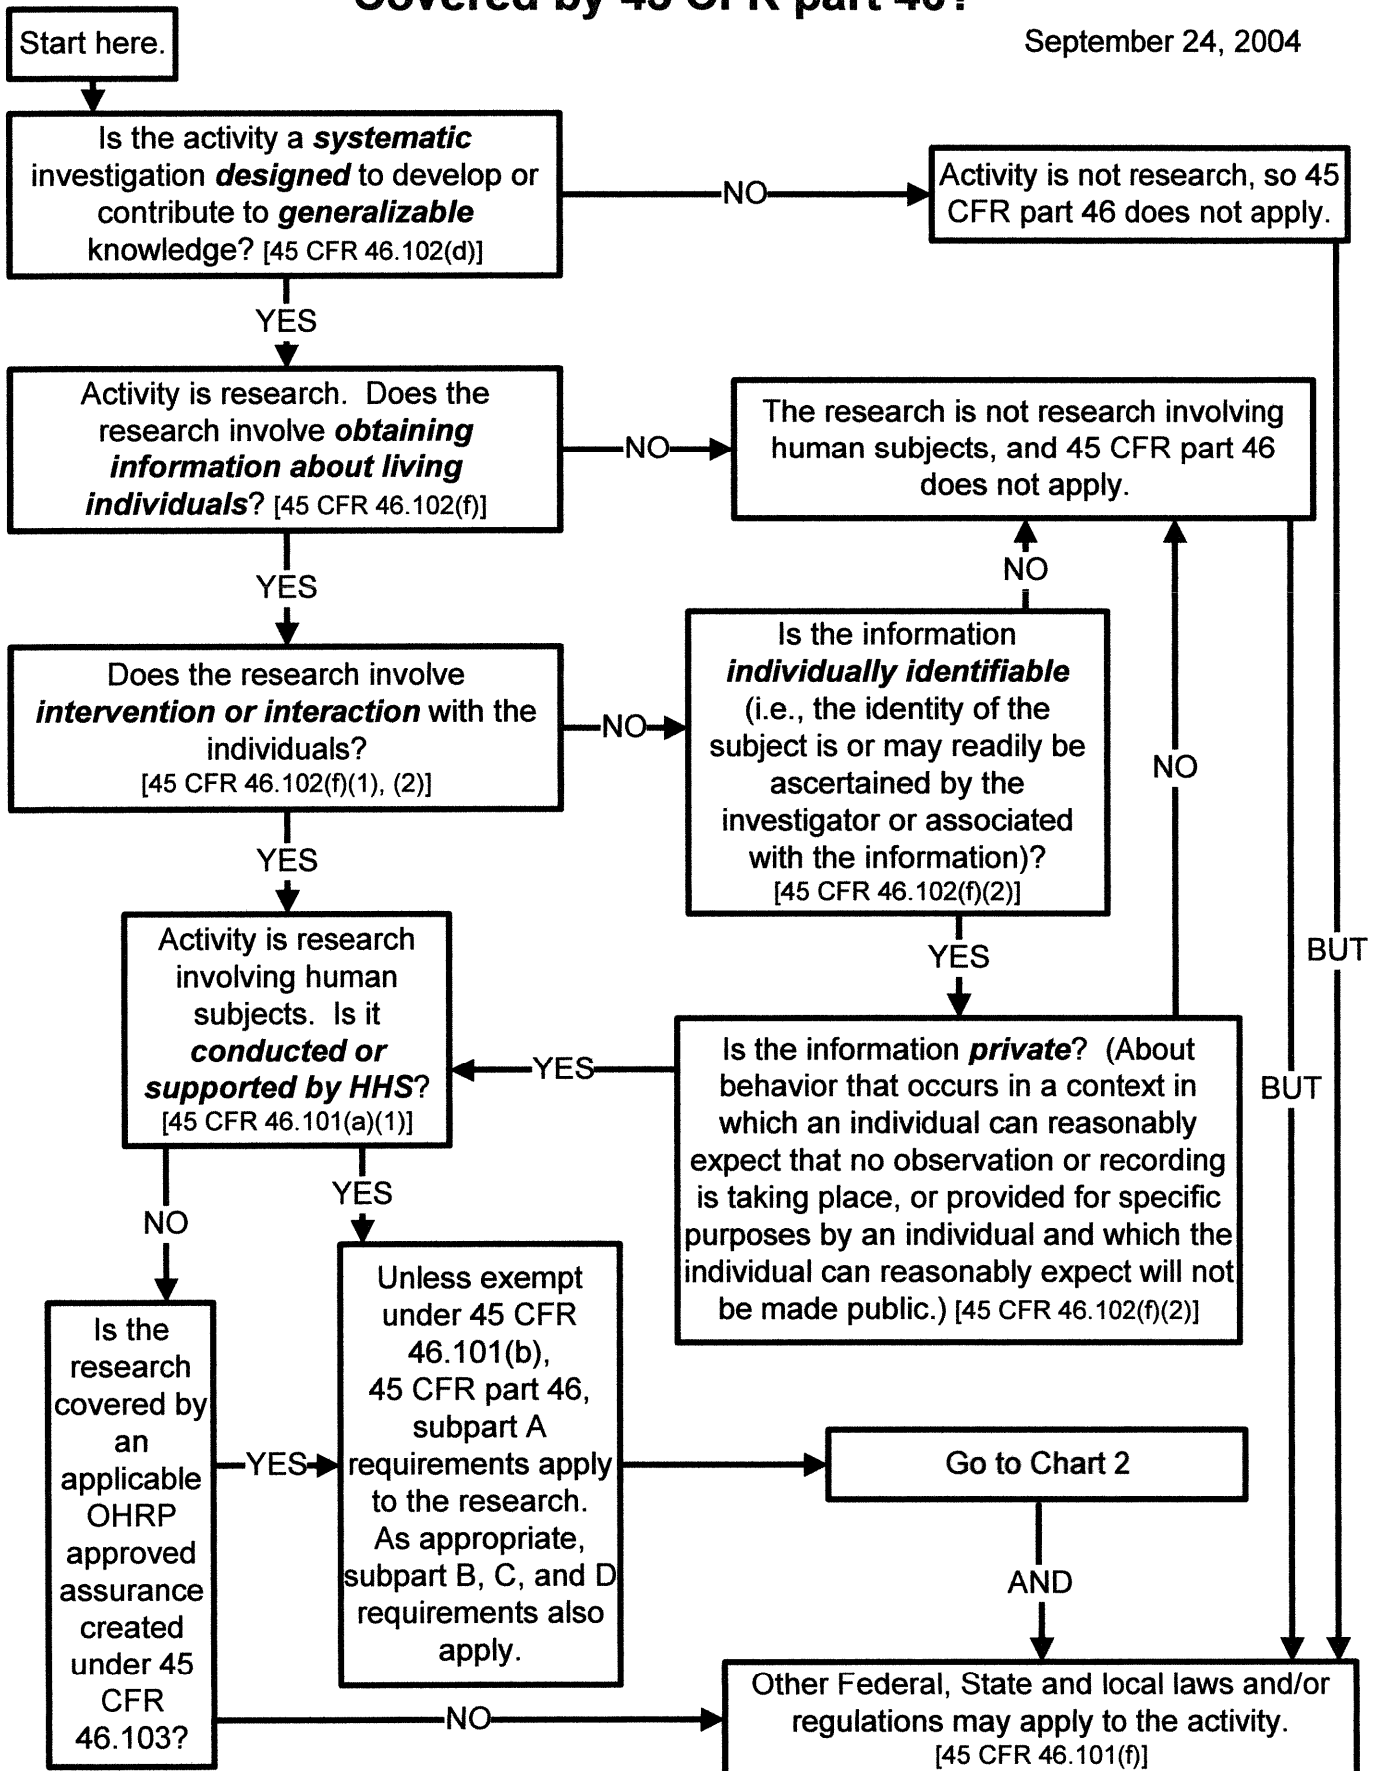 Covered by 45 CFR part 46?
September 24, 2004
Start here.
Is the activity a systematic
investigation designed to develop or
contribute to generalizable
knowledge? [45 CFR 46.102(d)]
NO
Activity is not research, so 45
CFR part 46 does not apply.
YES
Activity is research. Does the
research involve obtaining
information about living
individuals? [45 CFR 46.102(f)]
NO
The research is not research involving
human subjects, and 45 CFR part 46
does not apply.
YES
NO
Does the research involve
intervention or interaction with the
individuals?
[45 CFR 46.102(f)(1), (2)]
NO
Is the information
individually identifiable
(i.e., the identity of the
subject is or may readily be
ascertained by the
investigator or associated
with the information)?
[45 CFR 46.102(f)(2)]
NO
YES
YES
BUT
Activity is research
involving human
subjects. Is it
conducted or
supported by HHS?
[45 CFR 46.101(a)(1)]
YES
Is the information private? (About
behavior that occurs in a context in
which an individual can reasonably
expect that no observation or recording
is taking place, or provided for specific
purposes by an individual and which the
individual can reasonably expect will not
be made public.) [45 CFR 46.102(f)(2)]
BUT
NO
YES
Is the
research
covered by
an
applicable
OHRP
approved
assurance
created
under 45
CFR
46.103?
YES
Unless exempt
under 45 CFR
46.101(b),
45 CFR part 46,
subpart A
requirements apply
to the research.
As appropriate,
subpart B, C, and D
requirements also
apply.
Go to Chart 2
AND
NO
Other Federal, State and local laws and/or
regulations may apply to the activity.
[45 CFR 46.101(f)]